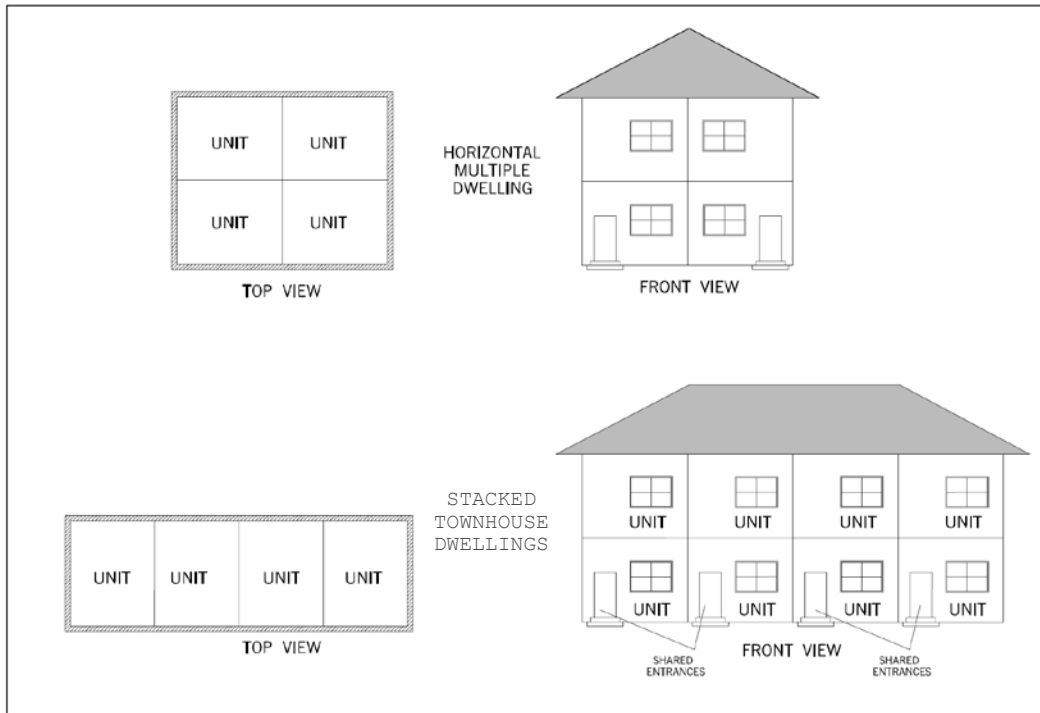 UNIT UNIT
UNIT UNIT
TOP VIEW
HORIZONTAL
MULTIPLE
DWELLING
FRONT VIEW
UNIT UNIT UNIT UNIT
TOP VIEW
STACKED
TOWNHOUSE
DWELLINGS
UNIT UNIT UNIT UNIT
UNIT UNIT UNIT UNIT
SHARED
ENTRANCES
FRONT VIEW
SHARED
ENTRANCES